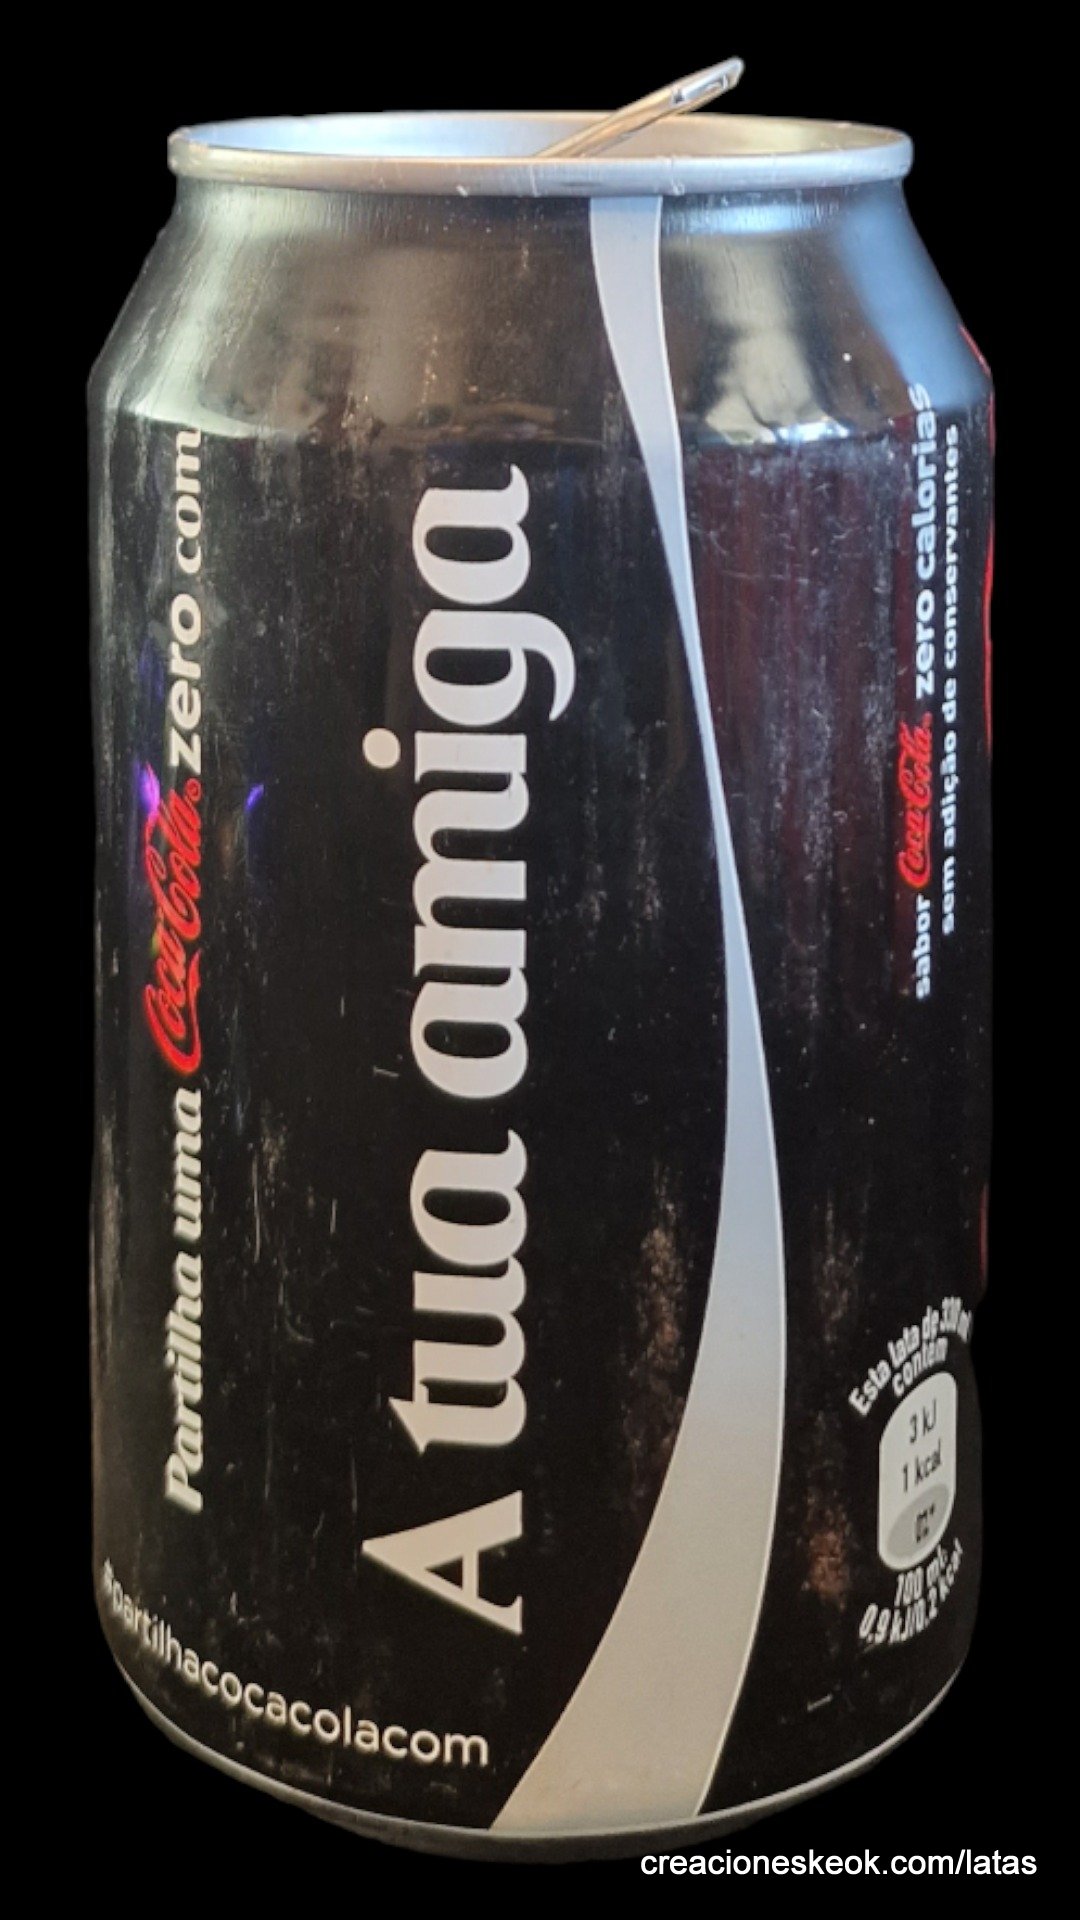 Partilha uma Coca-Cola zero com
A tua amiga
#partilhacocacolacom
sabor Coca-Cola zero calorias
sem adição de conservantes
Esta lata de 330 ml
contém
3 kJ
1 kcal
100 ml:
0,9 kJ/0,2 kcal
creacioneskeok.com/latas